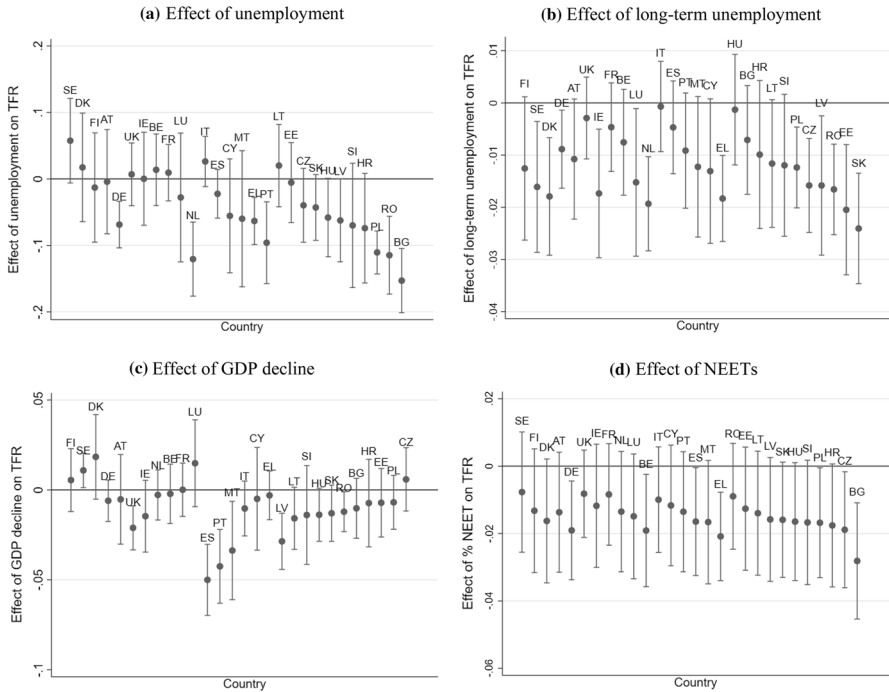 (a) Effect of unemployment
Effect of unemployment on TFR
.2
.1
0
-.1
-.2
SE
DK
FI
AT
DE
UK
IE
BE
FR
LU
NL
IT
ES
CY
MT
EL
PT
LT
EE
CZ
SK
HU
LV
SI
HR
PL
RO
BG
Country
(b) Effect of long-term unemployment
Effect of long-term unemployment on TFR
.01
0
-.01
-.02
-.03
-.04
FI
SE
DK
DE
AT
UK
IE
FR
BE
LU
NL
IT
ES
PT
MT
CY
EL
HU
BG
HR
LT
SI
PL
CZ
LV
RO
EE
SK
Country
(c) Effect of GDP decline
Effect of GDP decline on TFR
.05
0
-.05
-.1
FI
SE
DK
DE
AT
UK
IE
NL
BE
FR
LU
ES
PT
MT
IT
CY
EL
LV
LT
SI
HU
SK
RO
BG
HR
EE
PL
CZ
Country
(d) Effect of NEETs
Effect of % NEET on TFR
.02
0
-.02
-.04
-.06
SE
FI
DK
AT
DE
UK
IE
FR
NL
LU
BE
IT
CY
PT
ES
MT
EL
RO
EE
LT
LV
SK
HU
SI
PL
HR
CZ
BG
Country